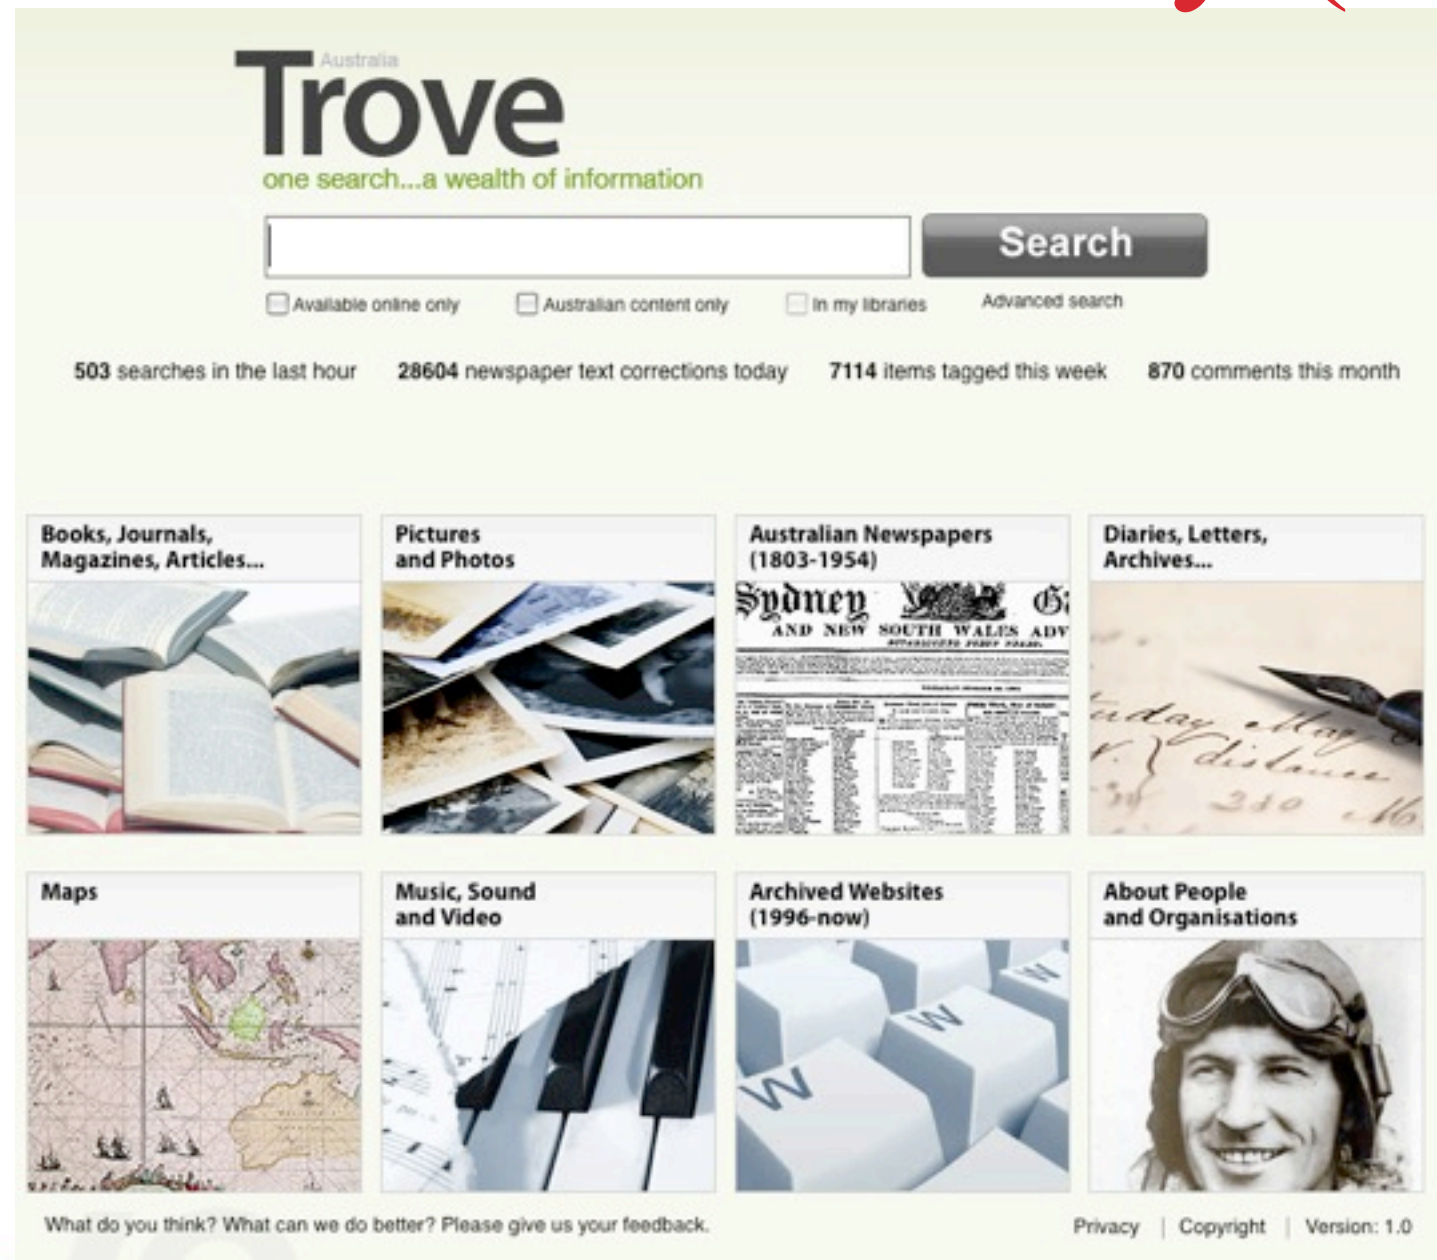 Australia
Trove
one search...a wealth of information
Search
Available online only
Australian content only
In my libraries
Advanced search
503 searches in the last hour
28604 newspaper text corrections today
7114 items tagged this week
870 comments this month
Books, Journals,
Magazines, Articles...
Pictures
and Photos
Australian Newspapers
(1803-1954)
Diaries, Letters,
Archives...
Sydney
AND NEW SOUTH WALES ADV
May
distance
Maps
Music, Sound
and Video
Archived Websites
(1996-now)
About People
and Organisations
W
W
W
What do you think? What can we do better? Please give us your feedback.
Privacy | Copyright | Version: 1.0